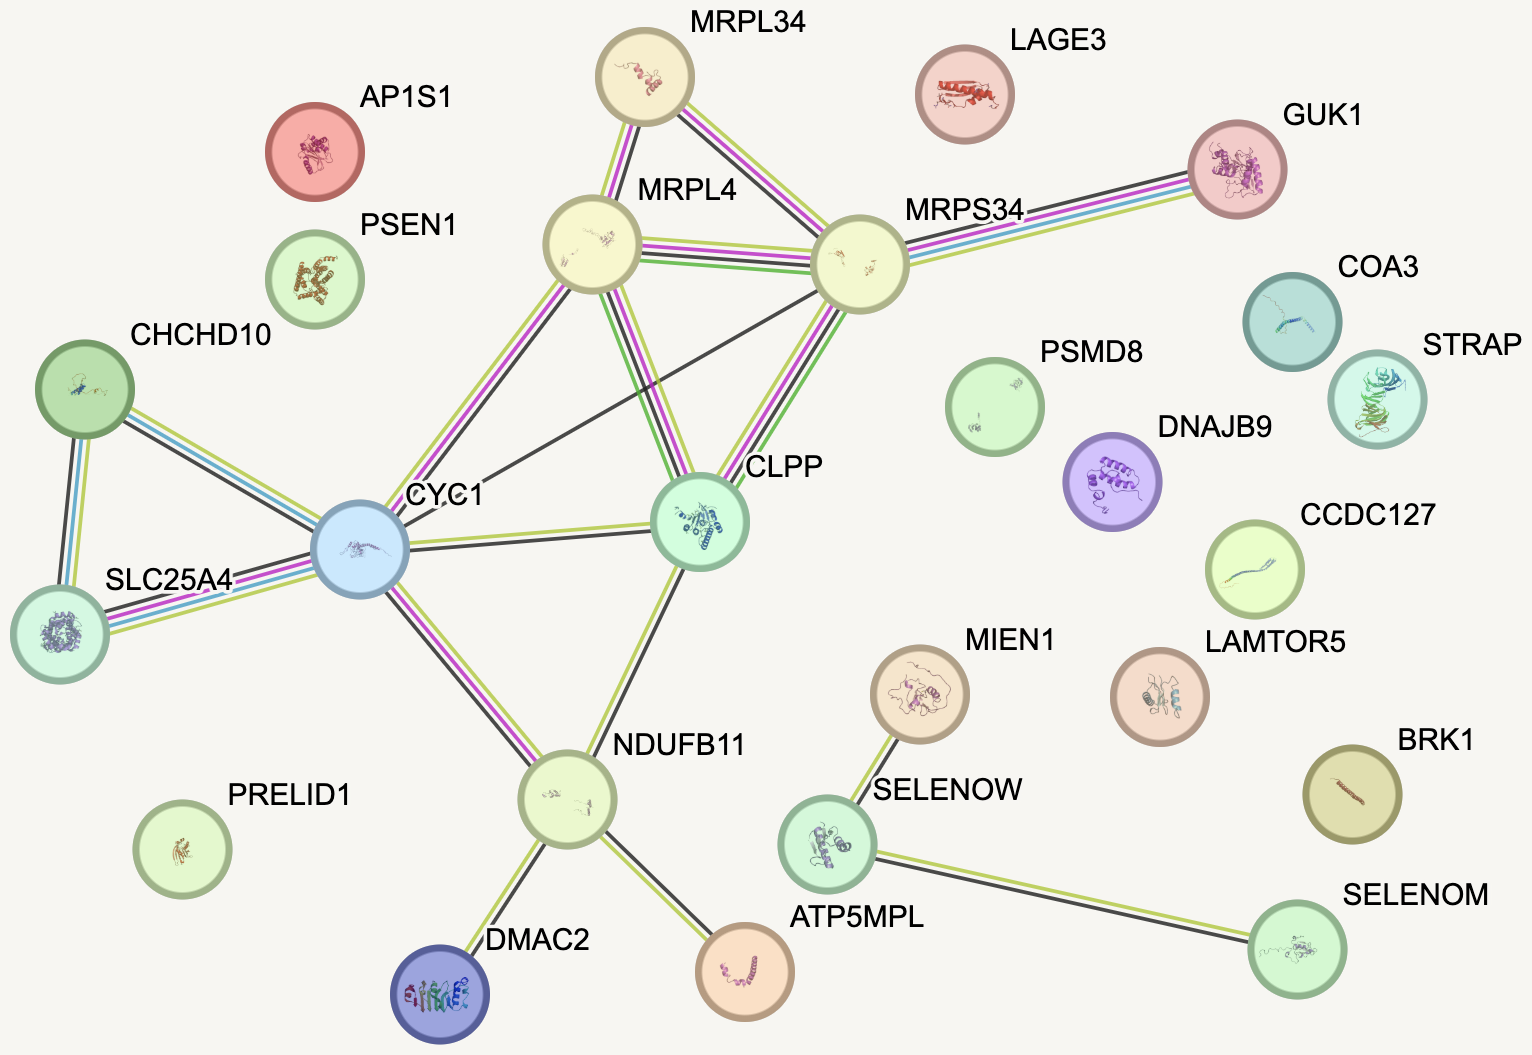 MRPL34
LAGE3
AP1S1
GUK1
MRPL4
MRPS34
PSEN1
COA3
CHCHD10
STRAP
PSMD8
DNAJB9
CLPP
CYC1
CCDC127
SLC25A4
MIEN1
LAMTOR5
NDUFB11
BRK1
SELENOW
PRELID1
SELENOM
ATP5MPL
DMAC2